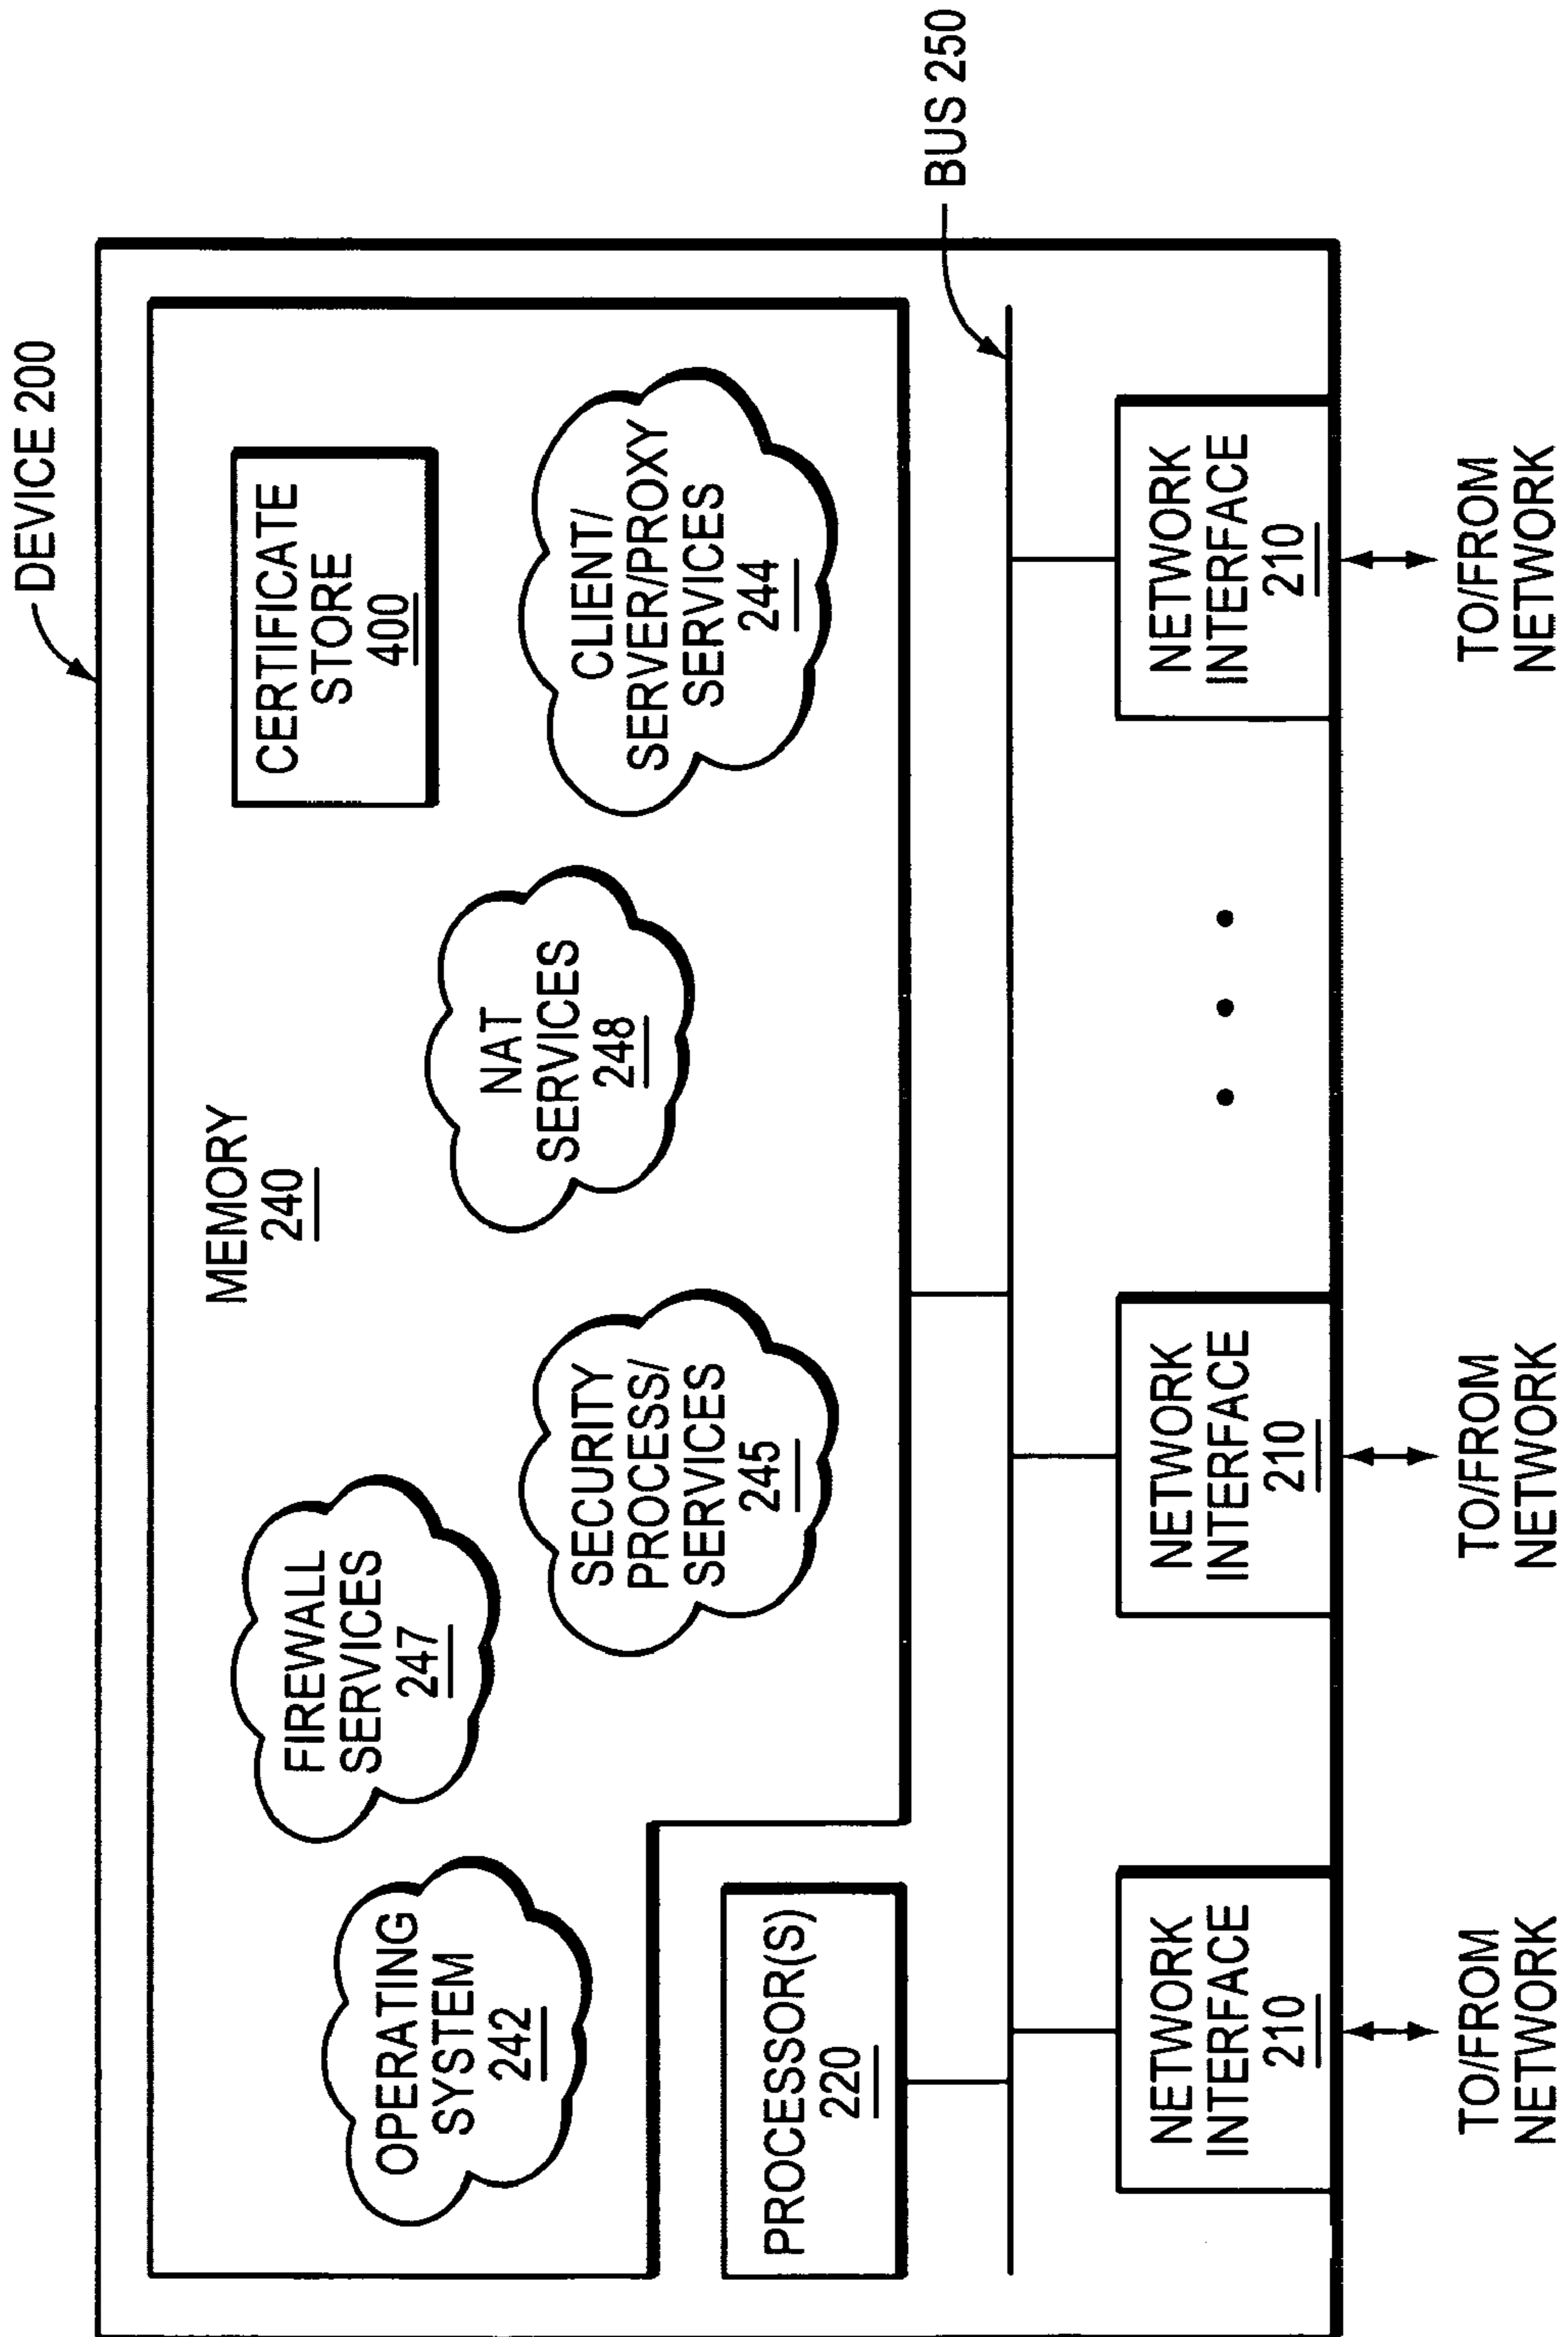 DEVICE 200
MEMORY
240
CERTIFICATE
STORE
400
FIREWALL
SERVICES
247
OPERATING
SYSTEM
242
NAT
SERVICES
248
SECURITY
PROCESS/
SERVICES
245
CLIENT/
SERVER/PROXY
SERVICES
244
PROCESSOR(S)
220
BUS 250
NETWORK
INTERFACE
210
NETWORK
INTERFACE
210
NETWORK
INTERFACE
210
TO/FROM
NETWORK
TO/FROM
NETWORK
TO/FROM
NETWORK